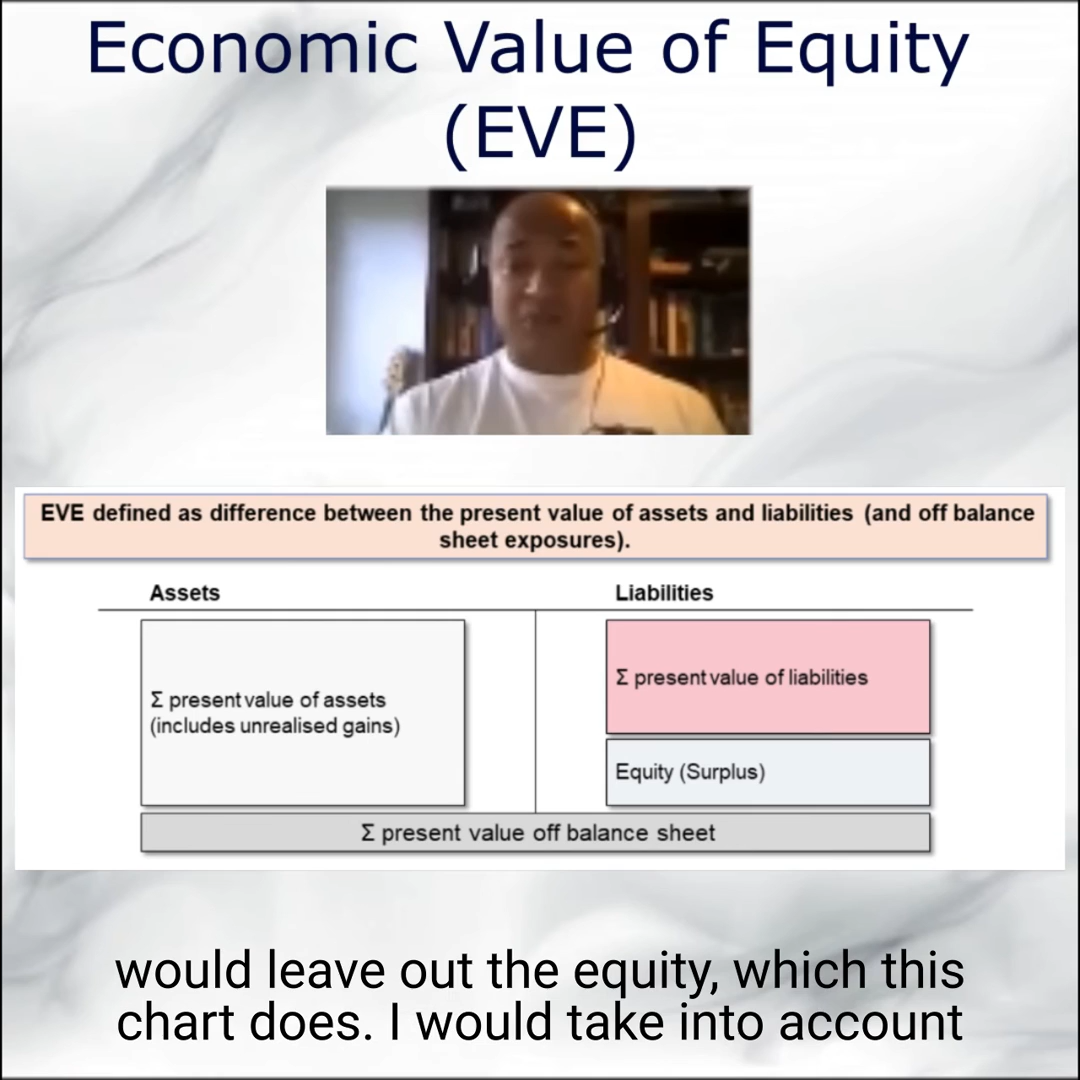 Economic Value of Equity
(EVE)
EVE defined as difference between the present value of assets and liabilities (and off balance
sheet exposures).
Assets
Liabilities
Σ present value of assets
(includes unrealised gains)
Σ present value of liabilities
Equity (Surplus)
Σ present value off balance sheet
would leave out the equity, which this
chart does. I would take into account